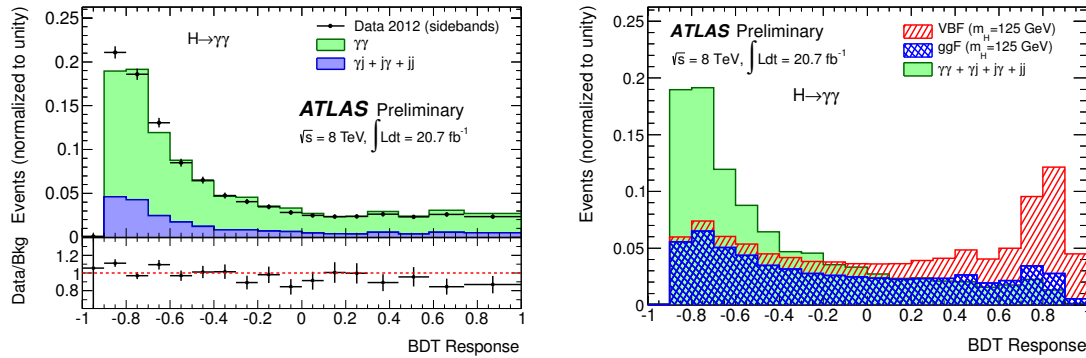 Events (normalized to unity)
0.25
0.2
0.15
0.1
0.05
0
H→γγ
Data 2012 (sidebands)
γγ
γj + jγ + jj
ATLAS Preliminary
√s = 8 TeV, ∫Ldt = 20.7 fb⁻¹
Data/Bkg
1.2
1
0.8
-1 -0.8 -0.6 -0.4 -0.2 0 0.2 0.4 0.6 0.8 1
BDT Response
Events (normalized to unity)
0.25
0.2
0.15
0.1
0.05
0
ATLAS Preliminary
√s = 8 TeV, ∫Ldt = 20.7 fb⁻¹
H→γγ
VBF (m_H=125 GeV)
ggF (m_H=125 GeV)
γγ + γj + jγ + jj
-1 -0.8 -0.6 -0.4 -0.2 0 0.2 0.4 0.6 0.8 1
BDT Response